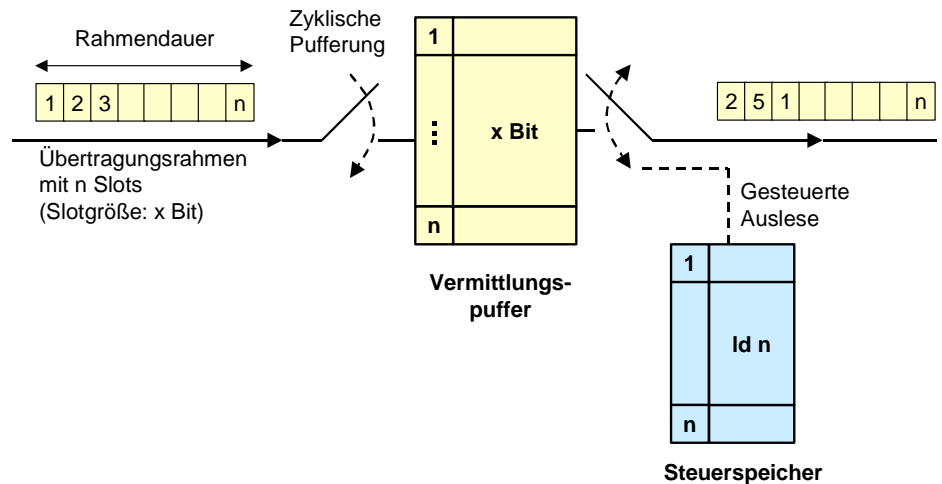 Zyklische
Pufferung
Rahmendauer
1 2 3 n
Übertragungsrahmen
mit n Slots
(Slotgröße: x Bit)
1
x Bit
n
Vermittlungs-
puffer
2 5 1 n
Gesteuerte
Auslese
1
ld n
n
Steuerspeicher